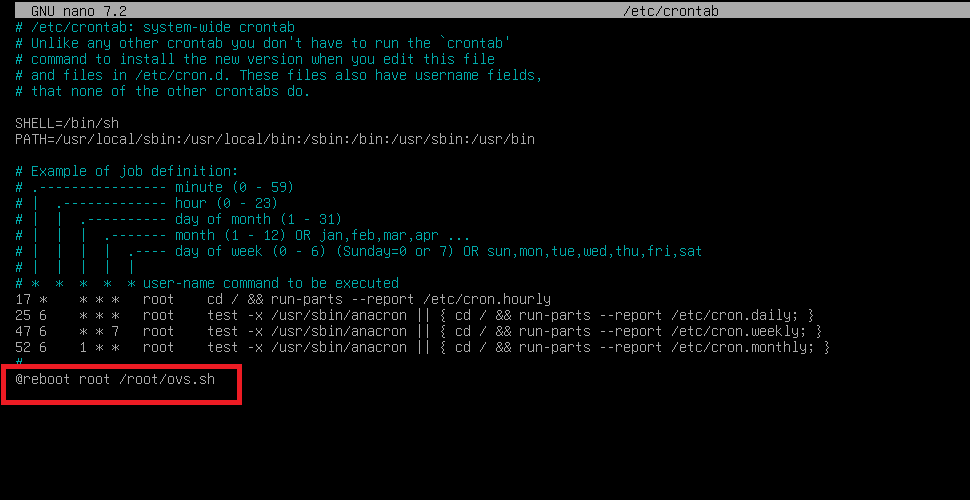 GNU nano 7.2 /etc/crontab
# /etc/crontab: system-wide crontab
# Unlike any other crontab you don't have to run the `crontab'
# command to install the new version when you edit this file
# and files in /etc/cron.d. These files also have username fields,
# that none of the other crontabs do.

SHELL=/bin/sh
PATH=/usr/local/sbin:/usr/local/bin:/sbin:/bin:/usr/sbin:/usr/bin

# Example of job definition:
# .---------------- minute (0 - 59)
# |  .------------- hour (0 - 23)
# |  |  .---------- day of month (1 - 31)
# |  |  |  .------- month (1 - 12) OR jan,feb,mar,apr ...
# |  |  |  |  .---- day of week (0 - 6) (Sunday=0 or 7) OR sun,mon,tue,wed,thu,fri,sat
# |  |  |  |  |
# *  *  *  *  * user-name command to be executed
17 *    * * *   root    cd / && run-parts --report /etc/cron.hourly
25 6    * * *   root    test -x /usr/sbin/anacron || { cd / && run-parts --report /etc/cron.daily; }
47 6    * * 7   root    test -x /usr/sbin/anacron || { cd / && run-parts --report /etc/cron.weekly; }
52 6    1 * *   root    test -x /usr/sbin/anacron || { cd / && run-parts --report /etc/cron.monthly; }
#
@reboot root /root/ovs.sh